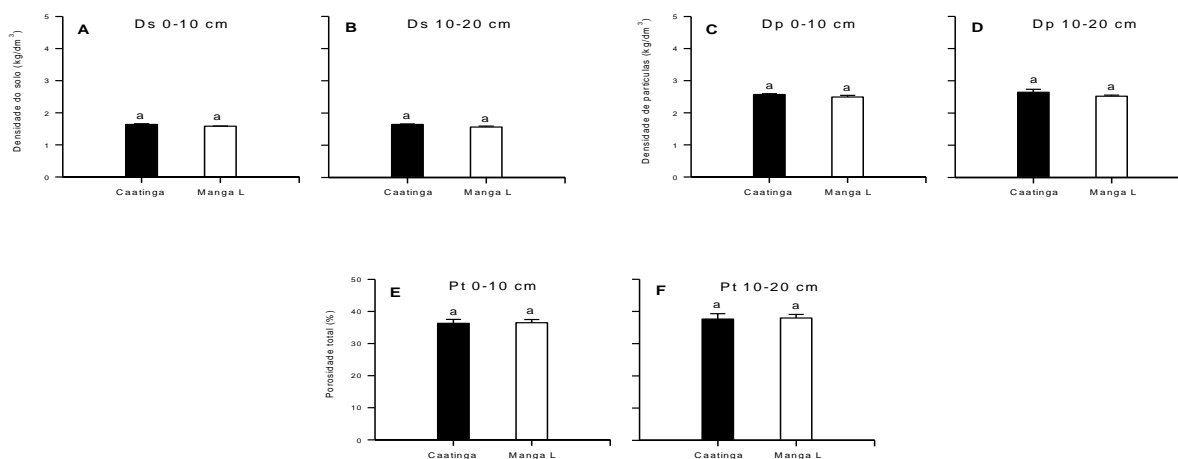 A Ds 0-10 cm
Densidade do solo (kg/dm³)
5
4
3
2
1
0
a a
Caatinga Manga L
B Ds 10-20 cm
a a
Caatinga Manga L
C Dp 0-10 cm
Densidade de partículas (kg/dm³)
5
4
3
2
1
0
a a
Caatinga Manga L
D Dp 10-20 cm
a a
Caatinga Manga L
E Pt 0-10 cm
Porosidade total (%)
50
40
30
20
10
0
a a
Caatinga Manga L
F Pt 10-20 cm
a a
Caatinga Manga L